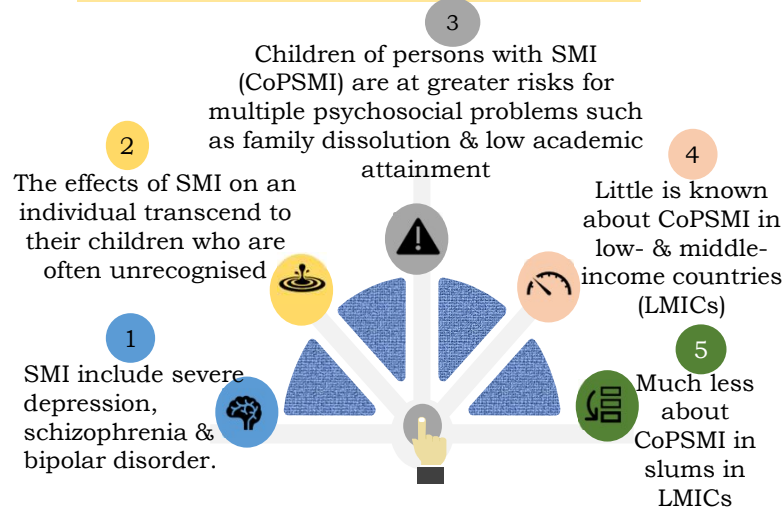 1
SMI include severe
depression,
schizophrenia &
bipolar disorder.
2
The effects of SMI on an
individual transcend to
their children who are
often unrecognised
3
Children of persons with SMI
(CoPSMI) are at greater risks for
multiple psychosocial problems such
as family dissolution & low academic
attainment
4
Little is known
about CoPSMI in
low- & middle-
income countries
(LMICs)
5
Much less
about
CoPSMI in
slums in
LMICs